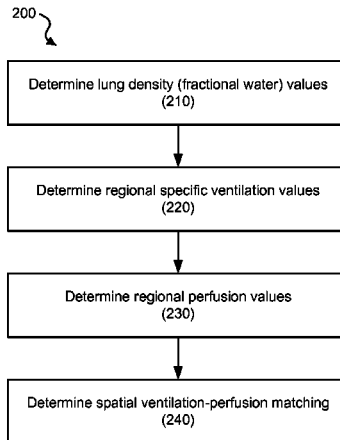 200
Determine lung density (fractional water) values
(210)
Determine regional specific ventilation values
(220)
Determine regional perfusion values
(230)
Determine spatial ventilation-perfusion matching
(240)